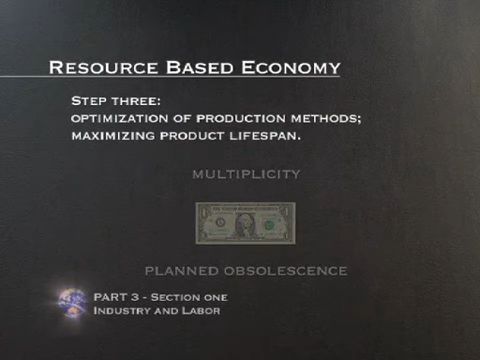 RESOURCE BASED ECONOMY
STEP THREE:
OPTIMIZATION OF PRODUCTION METHODS;
MAXIMIZING PRODUCT LIFESPAN.
MULTIPLICITY
PLANNED OBSOLESCENCE
PART 3 - SECTION ONE
INDUSTRY AND LABOR